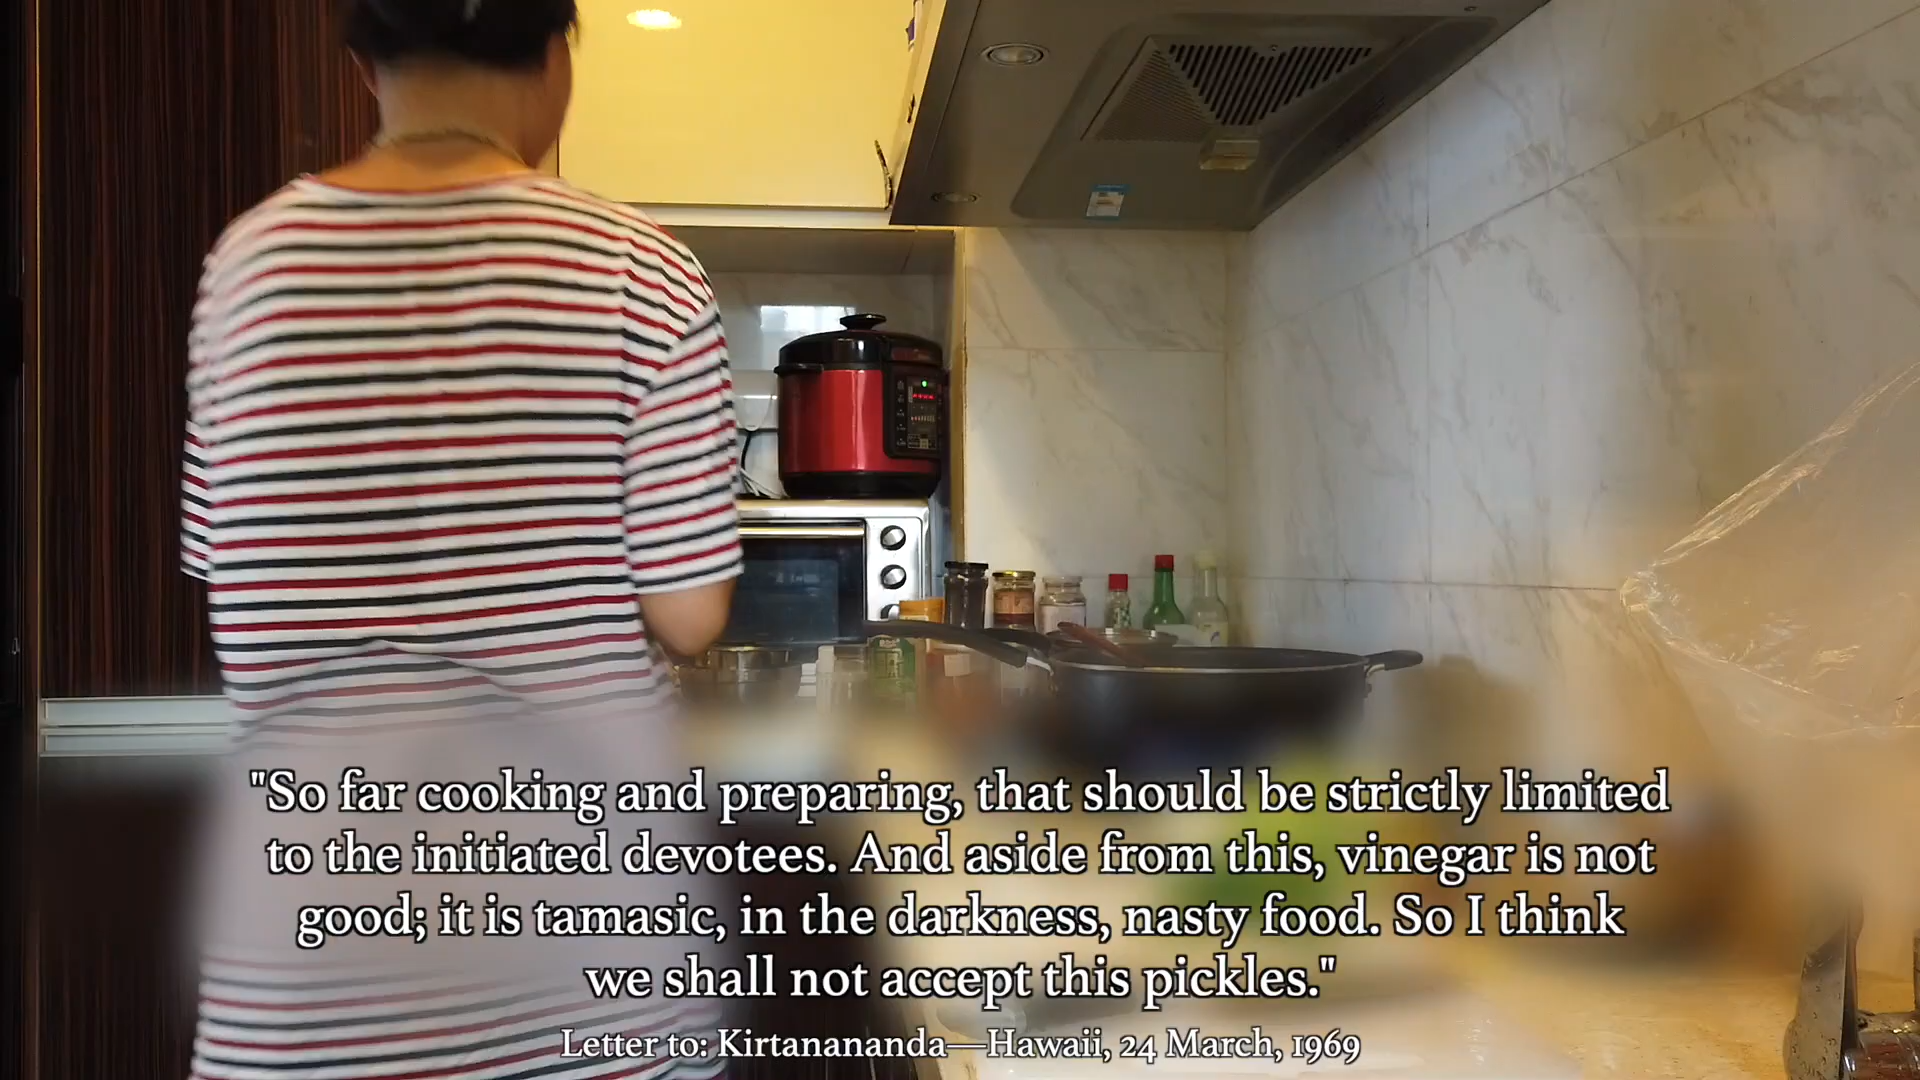 "So far cooking and preparing, that should be strictly limited
to the initiated devotees. And aside from this, vinegar is not
good; it is tamasic, in the darkness, nasty food. So I think
we shall not accept this pickles."
Letter to: Kirtanananda—Hawaii, 24 March, 1969